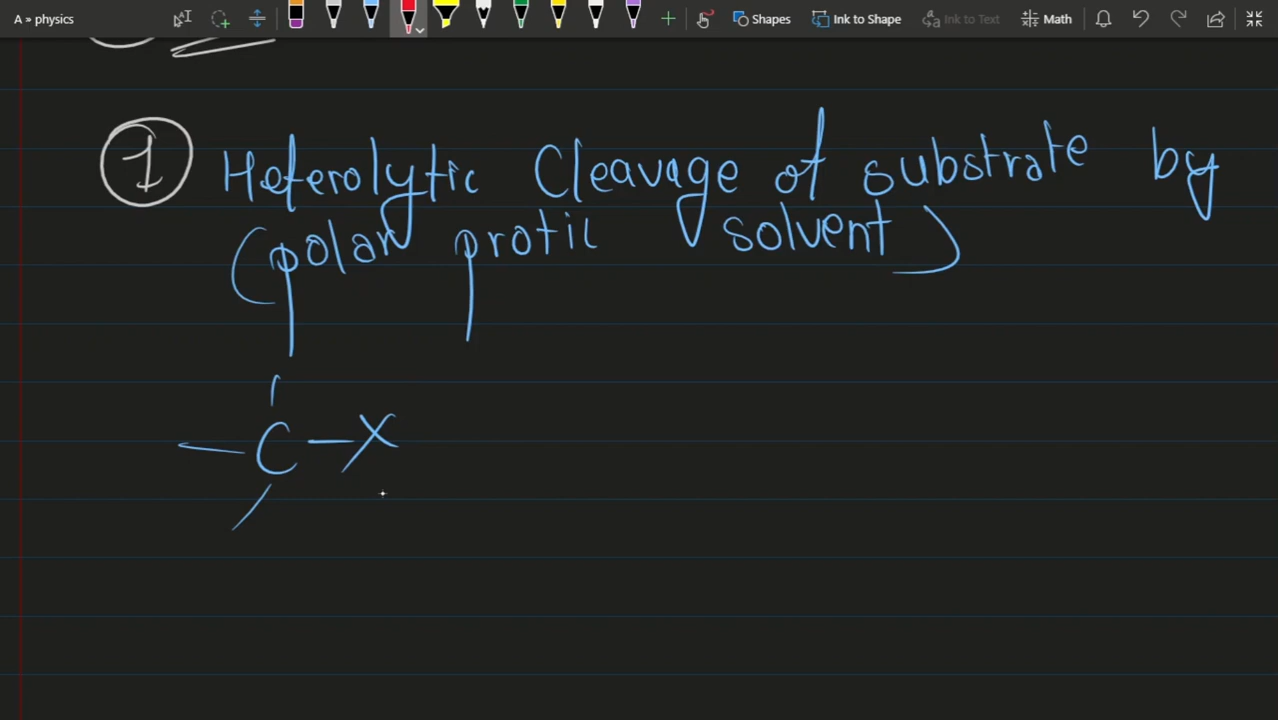 A » physics
Shapes
Ink to Shape
Ink to Text
Math
1 Heterolytic Cleavage of substrate by
(polar protic solvent)
C - X